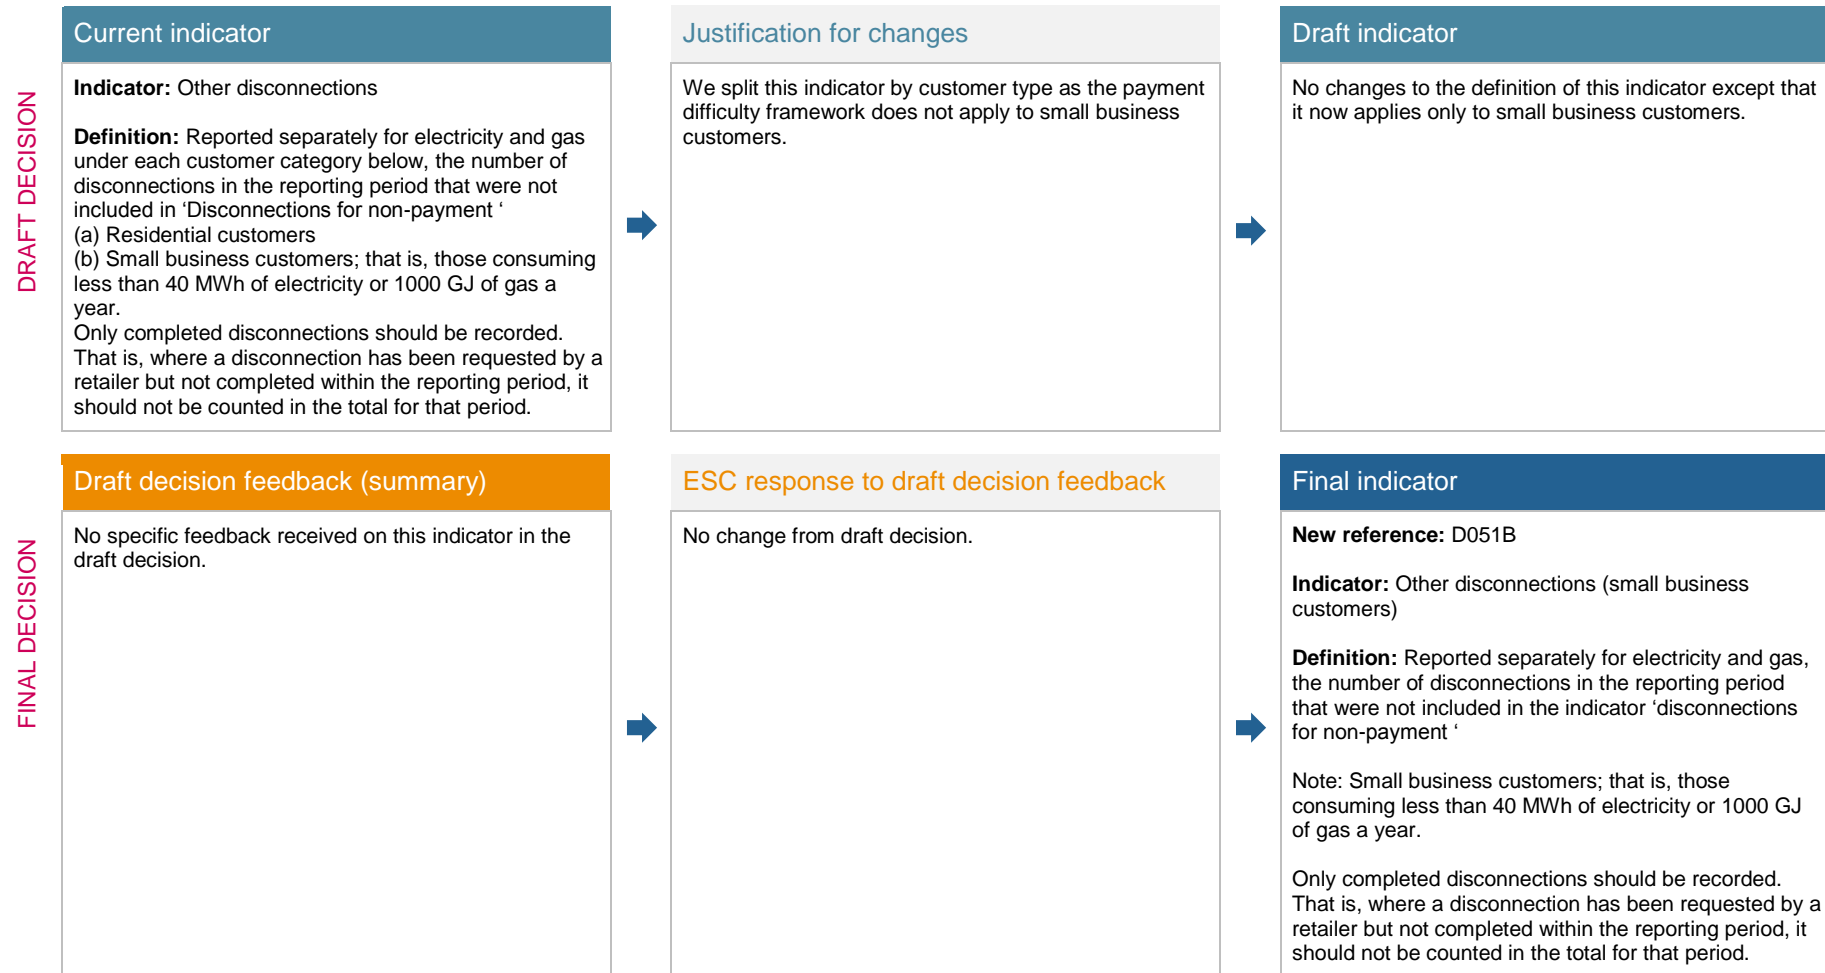 DRAFT DECISION
Current indicator
Indicator: Other disconnections
Definition: Reported separately for electricity and gas
under each customer category below, the number of
disconnections in the reporting period that were not
included in ‘Disconnections for non-payment ‘
(a) Residential customers
(b) Small business customers; that is, those consuming
less than 40 MWh of electricity or 1000 GJ of gas a
year.
Only completed disconnections should be recorded.
That is, where a disconnection has been requested by a
retailer but not completed within the reporting period, it
should not be counted in the total for that period.
Justification for changes
We split this indicator by customer type as the payment
difficulty framework does not apply to small business
customers.
Draft indicator
No changes to the definition of this indicator except that
it now applies only to small business customers.
FINAL DECISION
Draft decision feedback (summary)
No specific feedback received on this indicator in the
draft decision.
ESC response to draft decision feedback
No change from draft decision.
Final indicator
New reference: D051B
Indicator: Other disconnections (small business
customers)
Definition: Reported separately for electricity and gas,
the number of disconnections in the reporting period
that were not included in the indicator ‘disconnections
for non-payment ‘
Note: Small business customers; that is, those
consuming less than 40 MWh of electricity or 1000 GJ
of gas a year.
Only completed disconnections should be recorded.
That is, where a disconnection has been requested by a
retailer but not completed within the reporting period, it
should not be counted in the total for that period.